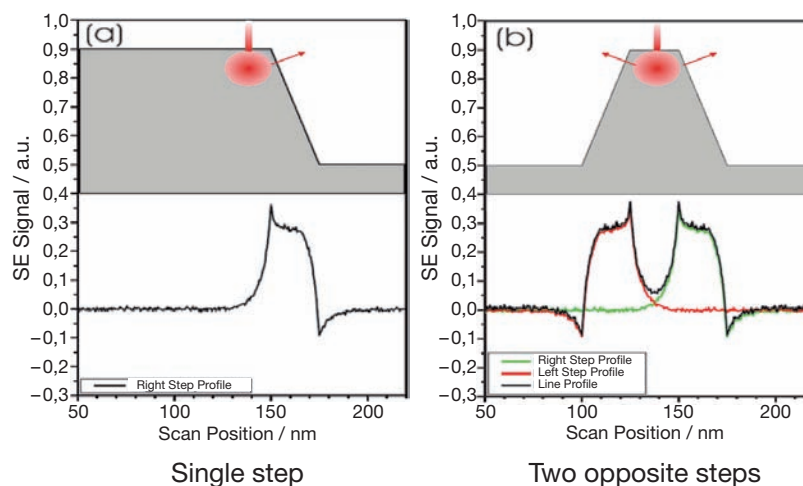 (a)
SE Signal / a.u.
1,0
0,9
0,8
0,7
0,6
0,5
0,4
0,3
0,2
0,1
0,0
−0,1
−0,2
−0,3
Right Step Profile
50 100 150 200
Scan Position / nm
Single step
(b)
SE Signal / a.u.
1,0
0,9
0,8
0,7
0,6
0,5
0,4
0,3
0,2
0,1
0,0
−0,1
−0,2
−0,3
Right Step Profile
Left Step Profile
Line Profile
50 100 150 200
Scan Position / nm
Two opposite steps